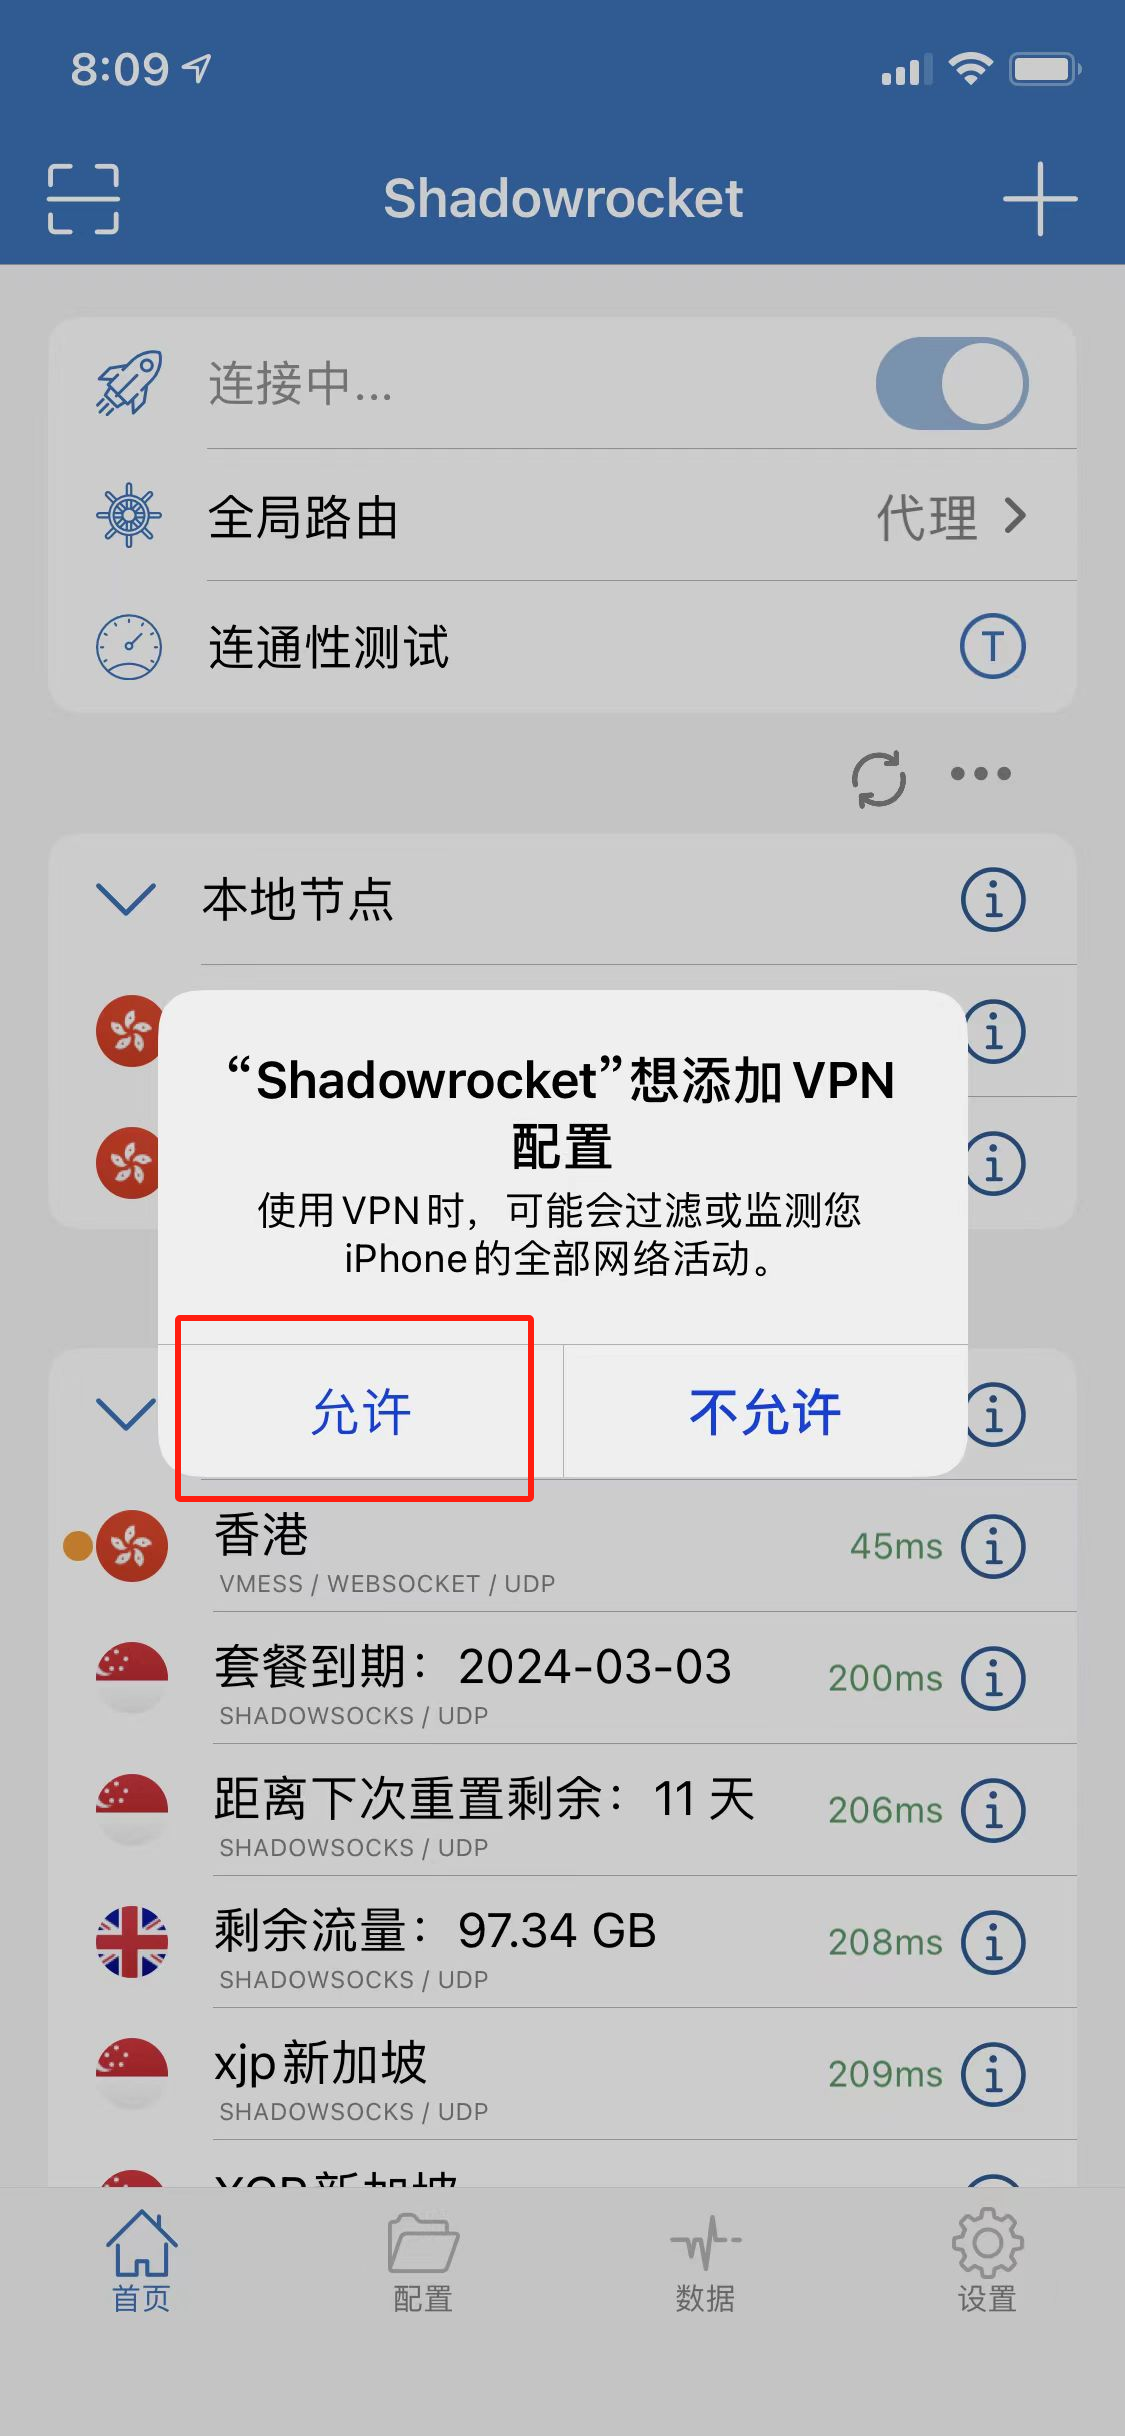 8:09
Shadowrocket
连接中...
全局路由
代理
连通性测试
T
本地节点
“Shadowrocket”想添加 VPN
配置
使用 VPN 时，可能会过滤或监测您
iPhone 的全部网络活动。
允许
不允许
香港
45ms
VMESS / WEBSOCKET / UDP
套餐到期：2024-03-03
200ms
SHADOWSOCKS / UDP
距离下次重置剩余：11 天
206ms
SHADOWSOCKS / UDP
剩余流量：97.34 GB
208ms
SHADOWSOCKS / UDP
xjp新加坡
209ms
SHADOWSOCKS / UDP
首页
配置
数据
设置